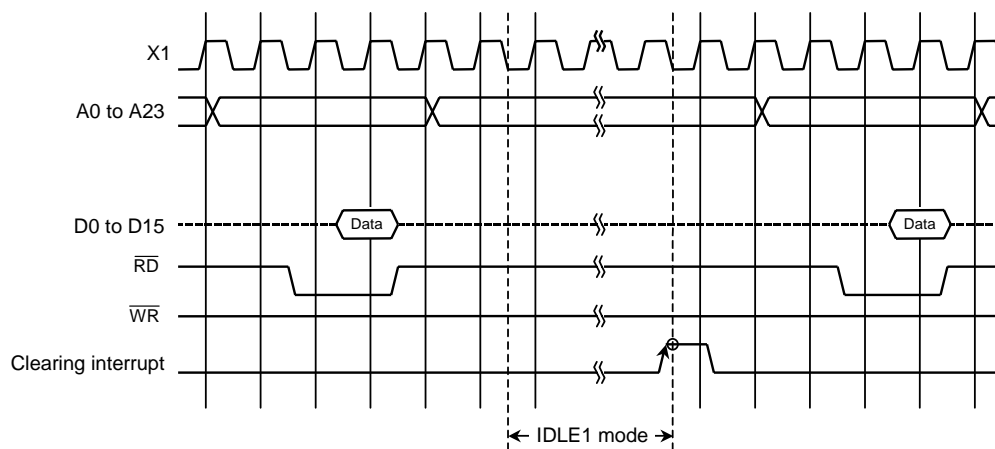 X1
A0 to A23
D0 to D15
Data
Data
RD
WR
Clearing interrupt
IDLE1 mode